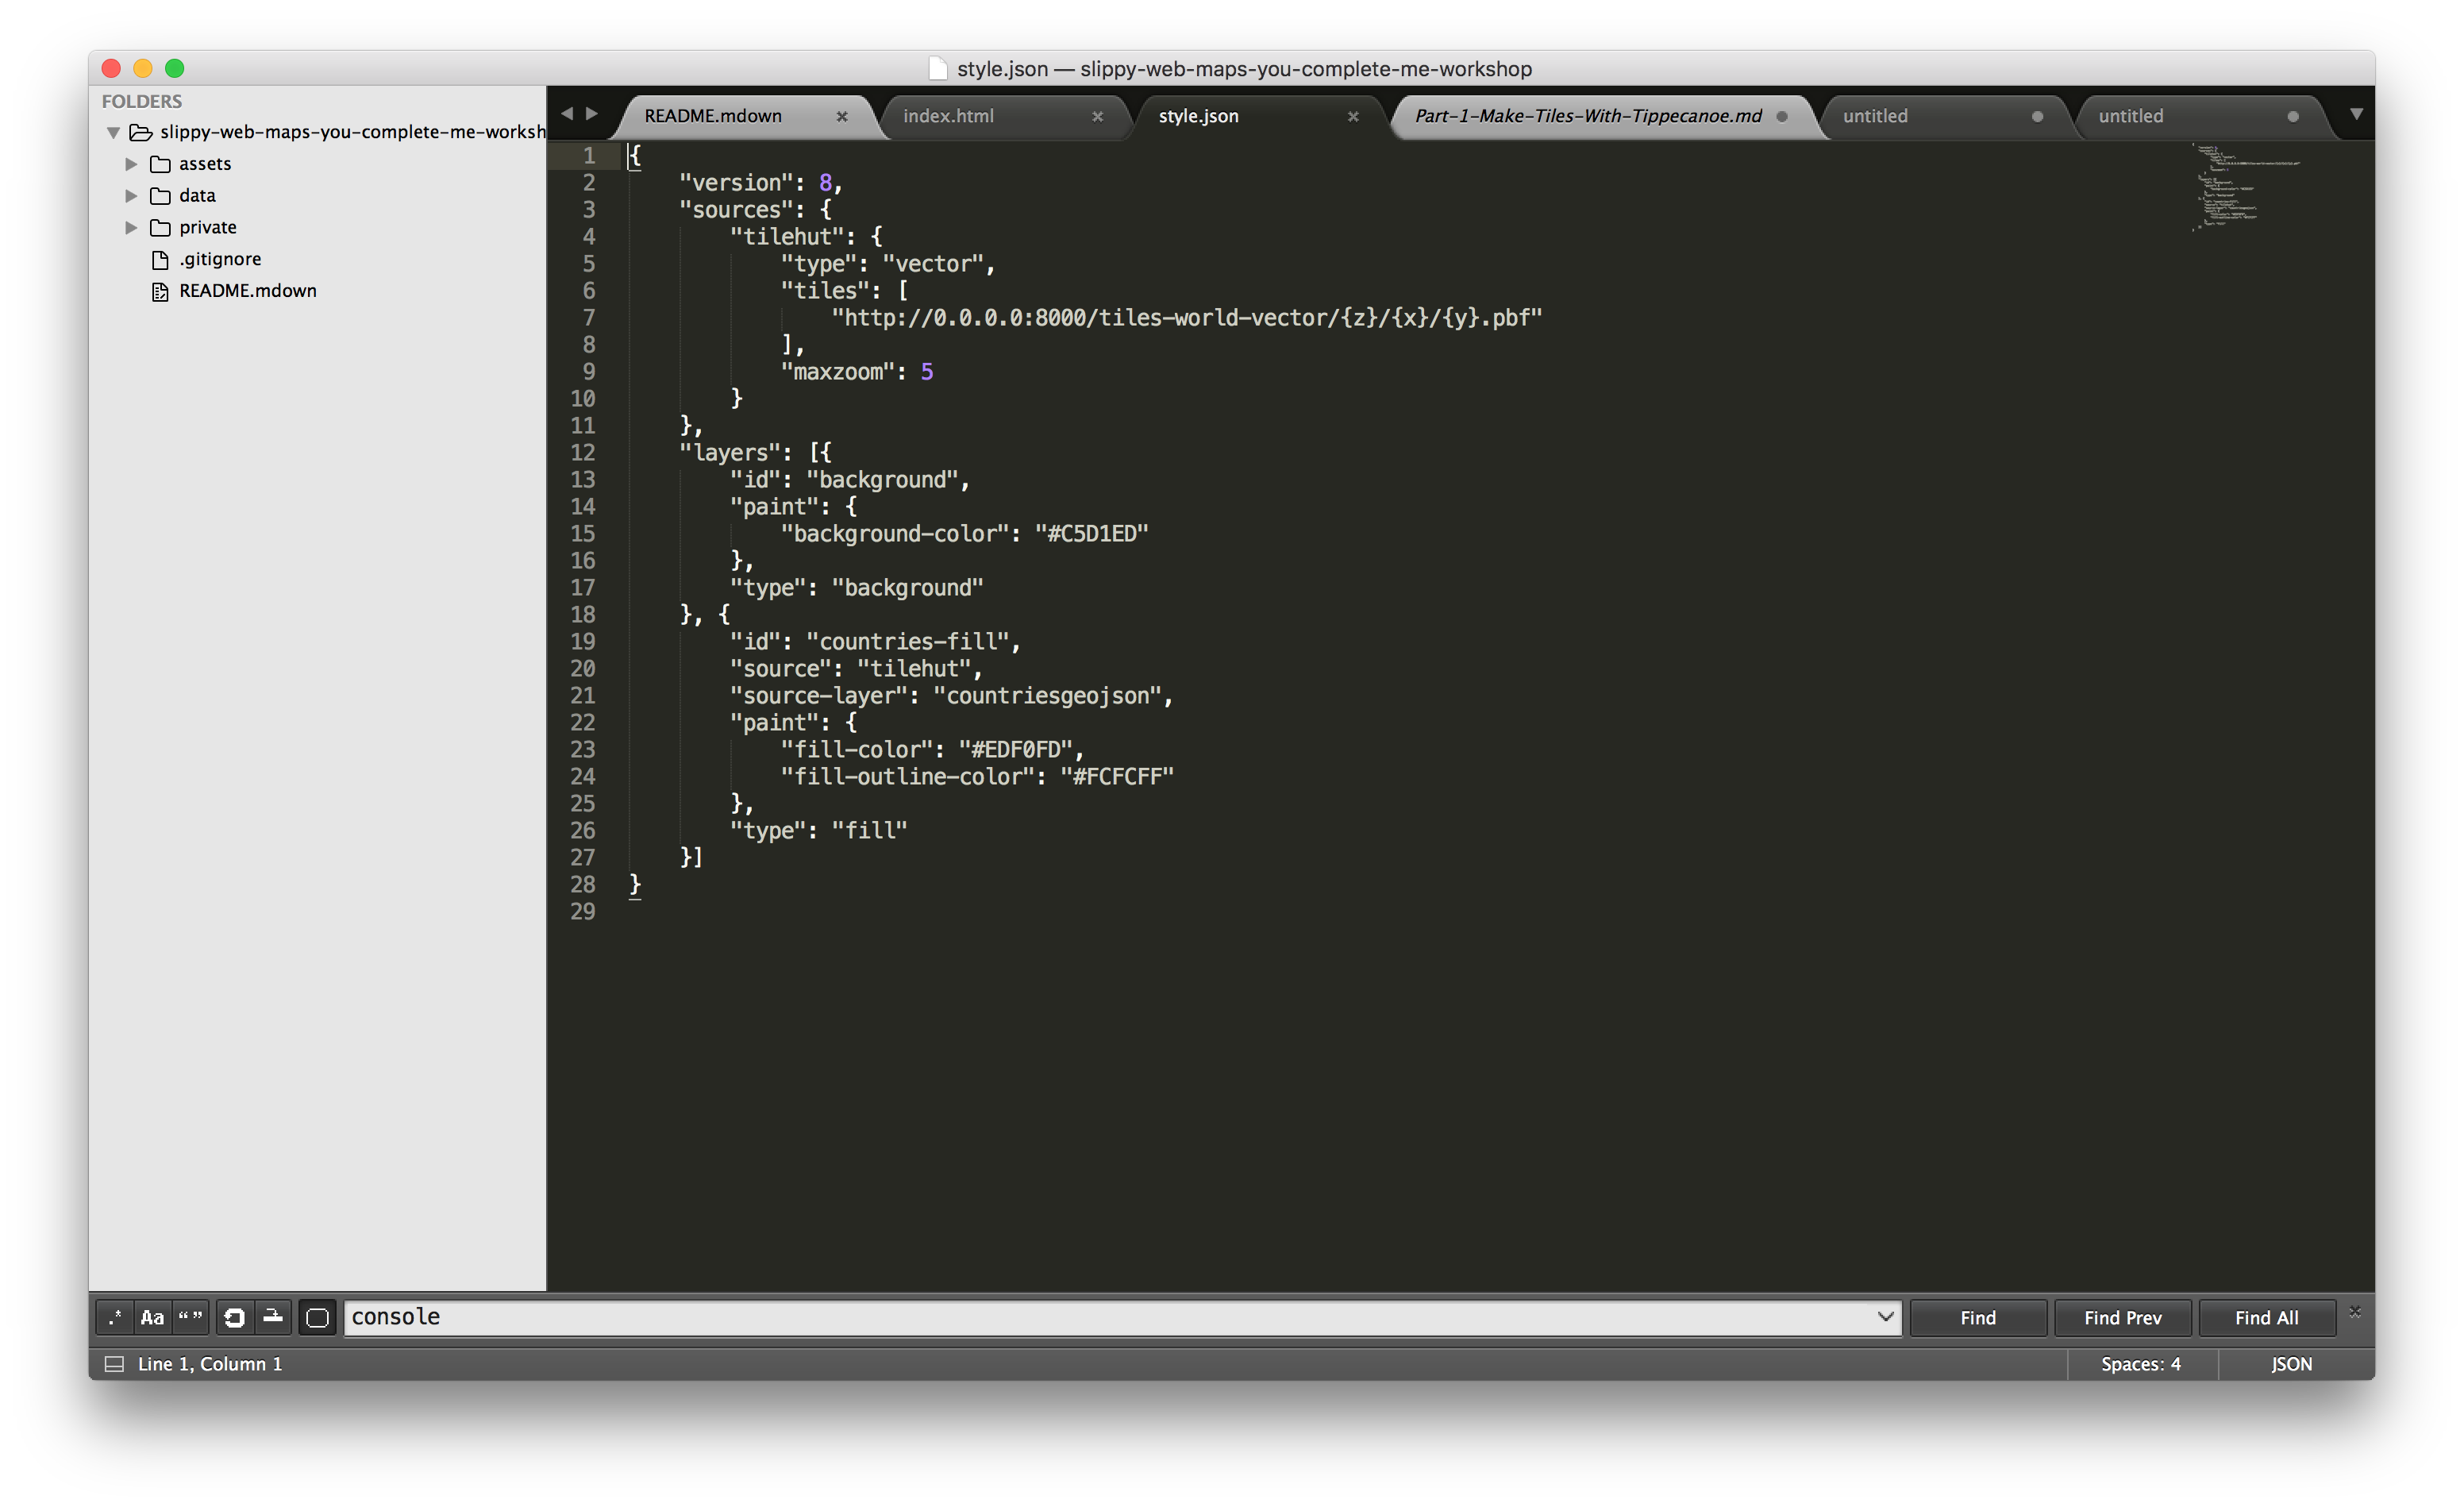 style.json — slippy-web-maps-you-complete-me-workshop
FOLDERS
slippy-web-maps-you-complete-me-worksh
assets
data
private
.gitignore
README.mdown
README.mdown
index.html
style.json
Part-1-Make-Tiles-With-Tippecanoe.md
untitled
untitled
1 {
2     "version": 8,
3     "sources": {
4         "tilehut": {
5             "type": "vector",
6             "tiles": [
7                 "http://0.0.0.0:8000/tiles-world-vector/{z}/{x}/{y}.pbf"
8             ],
9             "maxzoom": 5
10         }
11     },
12     "layers": [{
13         "id": "background",
14         "paint": {
15             "background-color": "#C5D1ED"
16         },
17         "type": "background"
18     }, {
19         "id": "countries-fill",
20         "source": "tilehut",
21         "source-layer": "countriesgeojson",
22         "paint": {
23             "fill-color": "#EDF0FD",
24             "fill-outline-color": "#FCFCFF"
25         },
26         "type": "fill"
27     }]
28 }
29
.* Aa “ ” console Find Find Prev Find All
Line 1, Column 1 Spaces: 4 JSON